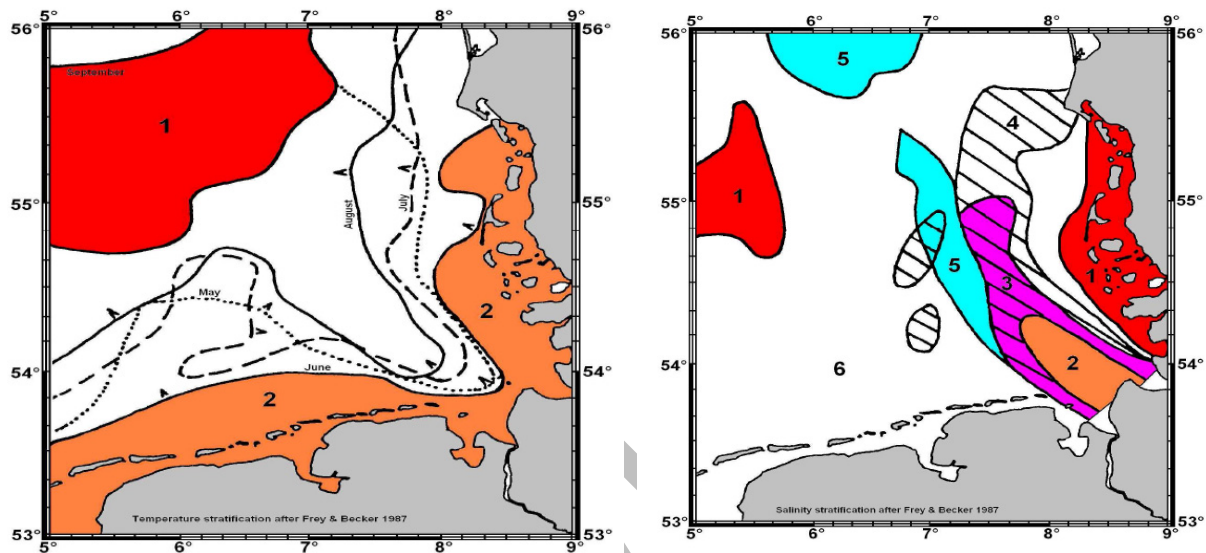 5° 6° 7° 8° 9°
56° 56°
Septembet
1
August
July
55° 55°
May
2
June
54° 54°
2
Temperature stratification after Frey & Becker 1987
53° 53°
5° 6° 7° 8° 9°
5° 6° 7° 8° 9°
56° 56°
5
4
1
55° 55°
5
3
1
6
2
54° 54°
Salinity stratification after Frey & Becker 1987
53° 53°
5° 6° 7° 8° 9°